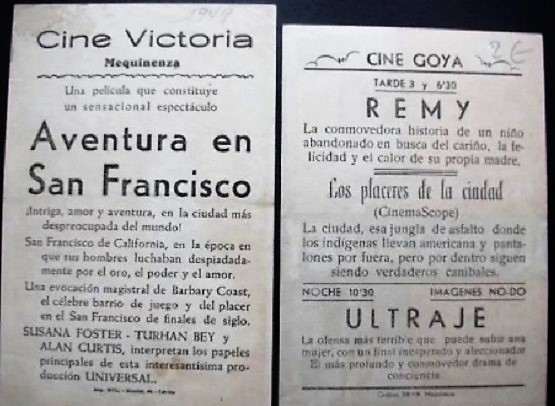 1949
Cine Victoria
Mequinenza
Una película que constituye
un sensacional espectáculo
Aventura en
San Francisco
¡Intriga, amor y aventura, en la ciudad más
despreocupada del mundo!
San Francisco de California, en la época en
que sus hombres luchaban despiadada-
mente por el oro, el poder y el amor.
Una evocación magistral de Barbary Coast,
el célebre barrio de juego y del placer
en el San Francisco de finales de siglo.
SUSANA FOSTER - TURHAN BEY y
ALAN CURTIS, interpretan los papeles
principales de esta interesantísima pro-
ducción UNIVERSAL.
2 €
CINE GOYA
TARDE 3 y 6'30
REMY
La conmovedora historia de un niño
abandonado en busca del cariño, la fe-
licidad y el calor de su propia madre.
Los placeres de la ciudad
(CinemaScope)
La ciudad, esa jungla de asfalto donde
los indígenas llevan americana y panta-
lones por fuera, pero por dentro siguen
siendo verdaderos caníbales.
NOCHE 10'30 IMAGENES NO-DO
ULTRAJE
La ofensa más terrible que puede sufrir una
mujer, con un final inesperado y aleccionador
El más profundo y conmovedor drama de
conciencia.